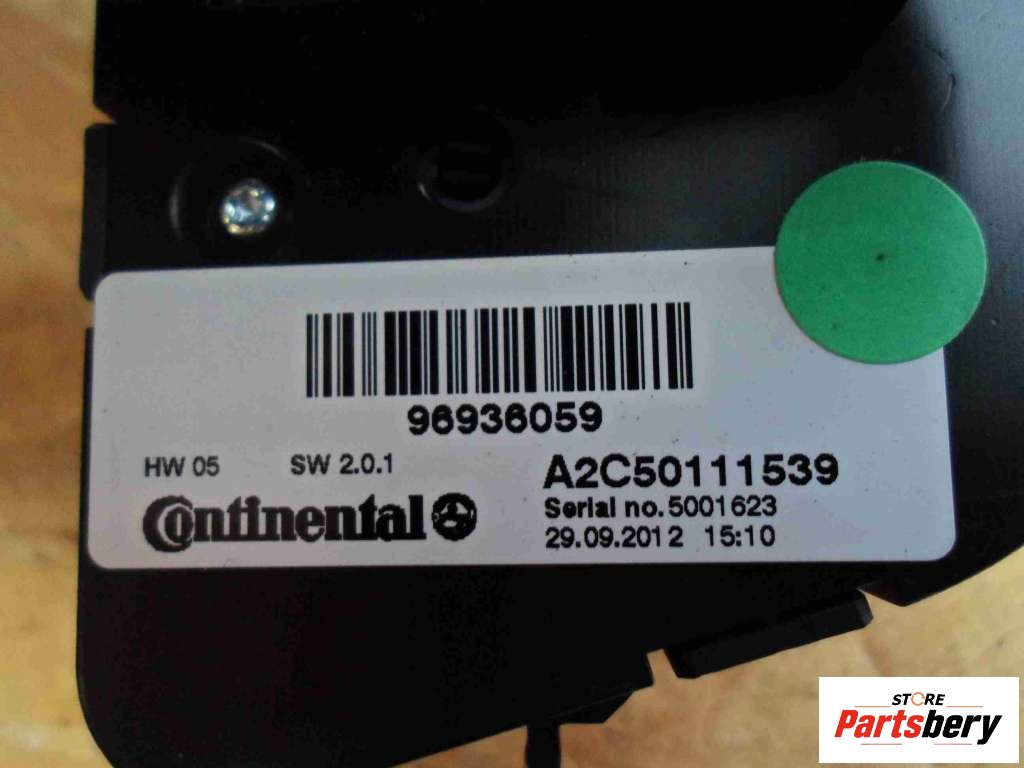 96936059
HW 05 SW 2.0.1
A2C50111539
Continental
Serial no. 5001623
29.09.2012 15:10
STORE
Partsbery